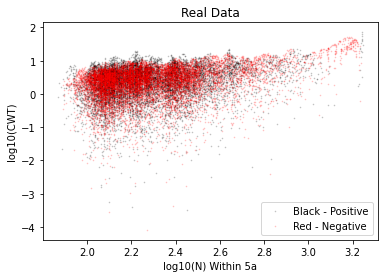 Real Data
log10(CWT)
2
1
0
−1
−2
−3
−4
Black - Positive
Red - Negative
2.0 2.2 2.4 2.6 2.8 3.0 3.2
log10(N) Within 5a